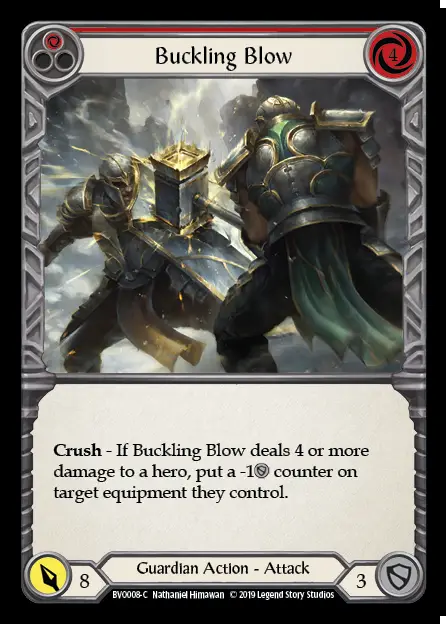 Buckling Blow
4
Crush - If Buckling Blow deals 4 or more
damage to a hero, put a -1 counter on
target equipment they control.
8
Guardian Action - Attack
3
BVO008-C Nathaniel Himawan © 2019 Legend Story Studios